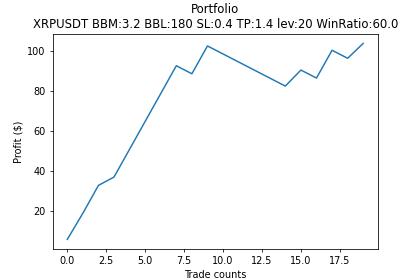 Portfolio
XRPUSDT BBM:3.2 BBL:180 SL:0.4 TP:1.4 lev:20 WinRatio:60.0
100
80
60
40
20
Profit ($)
0.0 2.5 5.0 7.5 10.0 12.5 15.0 17.5
Trade counts